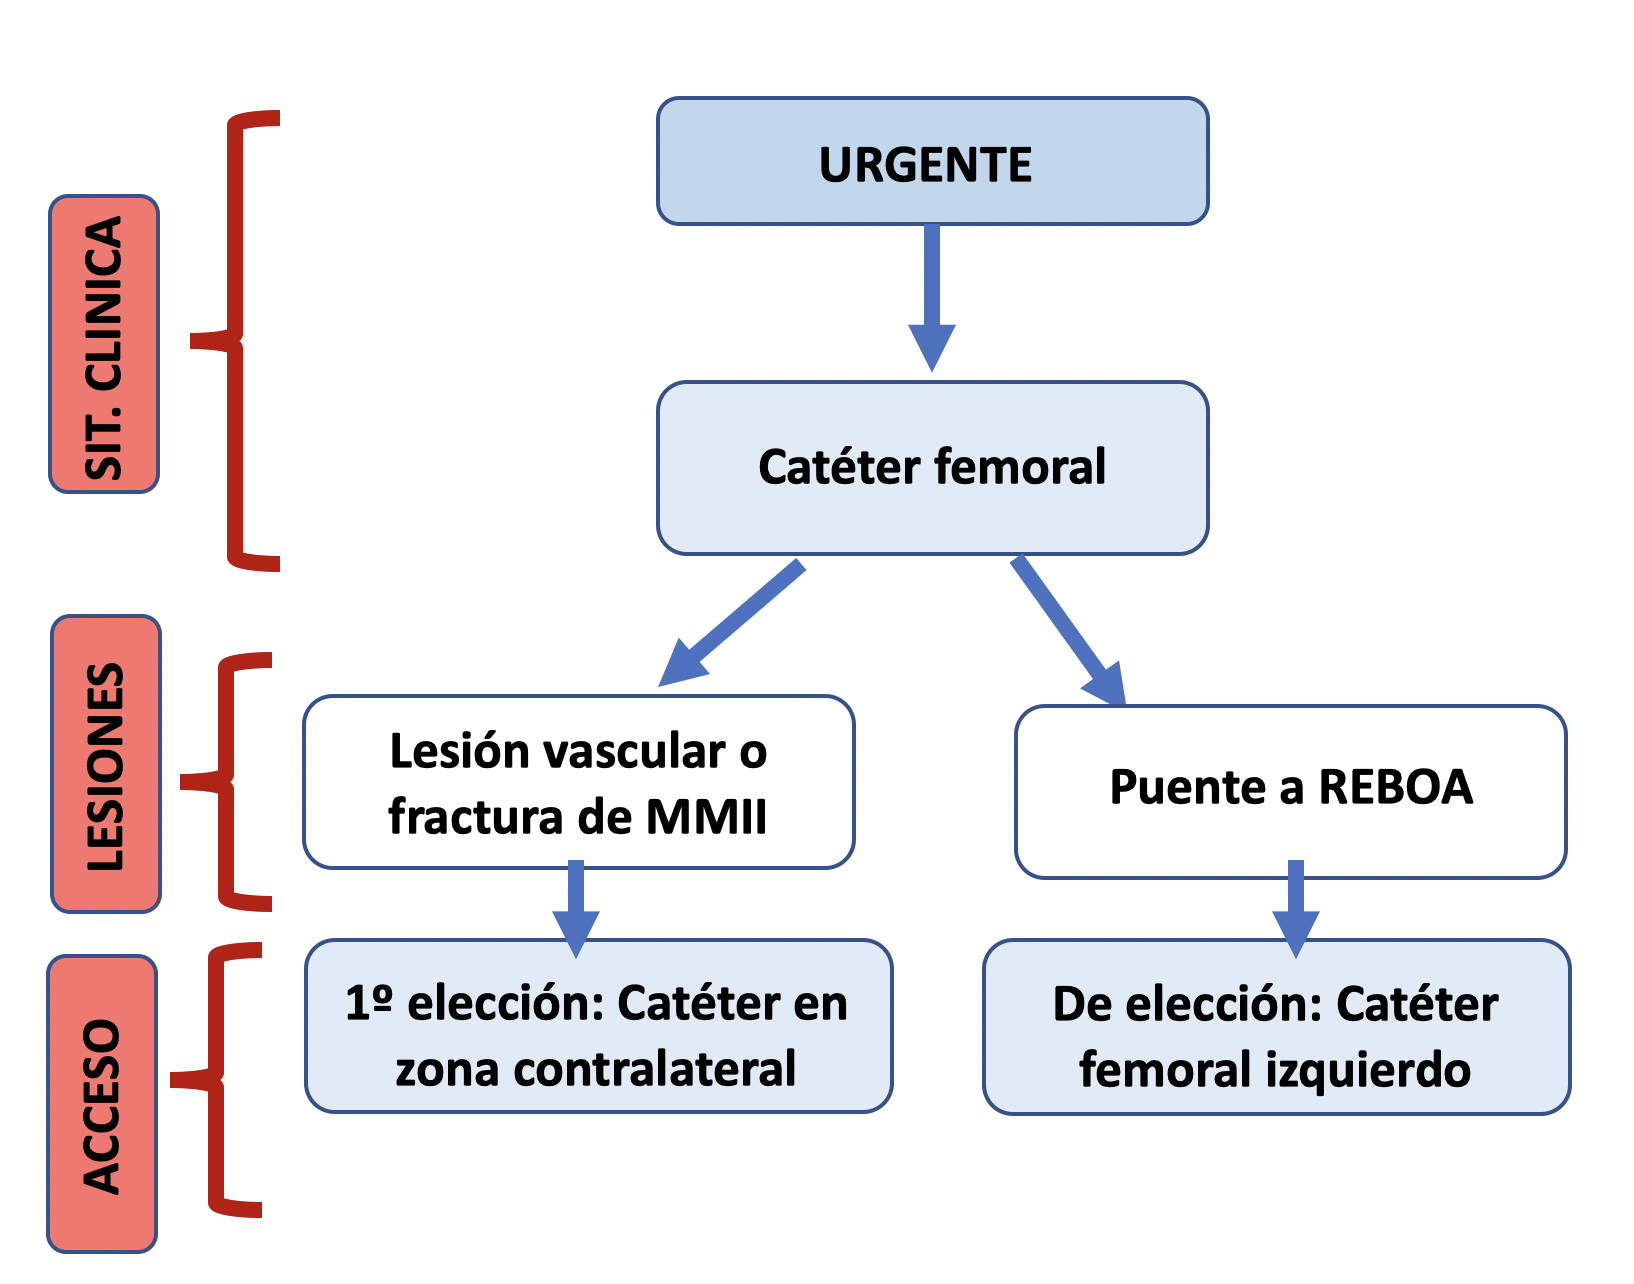 SIT. CLINICA
URGENTE
Catéter femoral
LESIONES
Lesión vascular o
fractura de MMII
Puente a REBOA
ACCESO
1º elección: Catéter en
zona contralateral
De elección: Catéter
femoral izquierdo